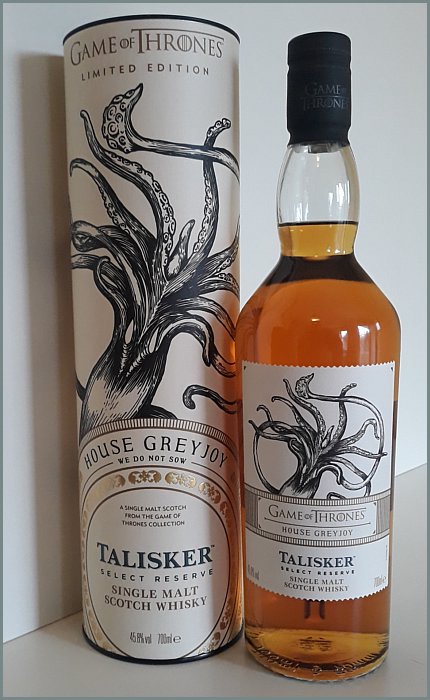 GAME OF THRONES
LIMITED EDITION
HOUSE GREYJOY
WE DO NOT SOW
A SINGLE MALT SCOTCH
FROM THE GAME OF
THRONES COLLECTION
TALISKER
SELECT RESERVE
SINGLE MALT
SCOTCH WHISKY
45.8% vol 700ml e
GAME OF
THRONES
GAME OF THRONES
HOUSE GREYJOY
TALISKER
SELECT RESERVE
SINGLE MALT
SCOTCH WHISKY
700ml